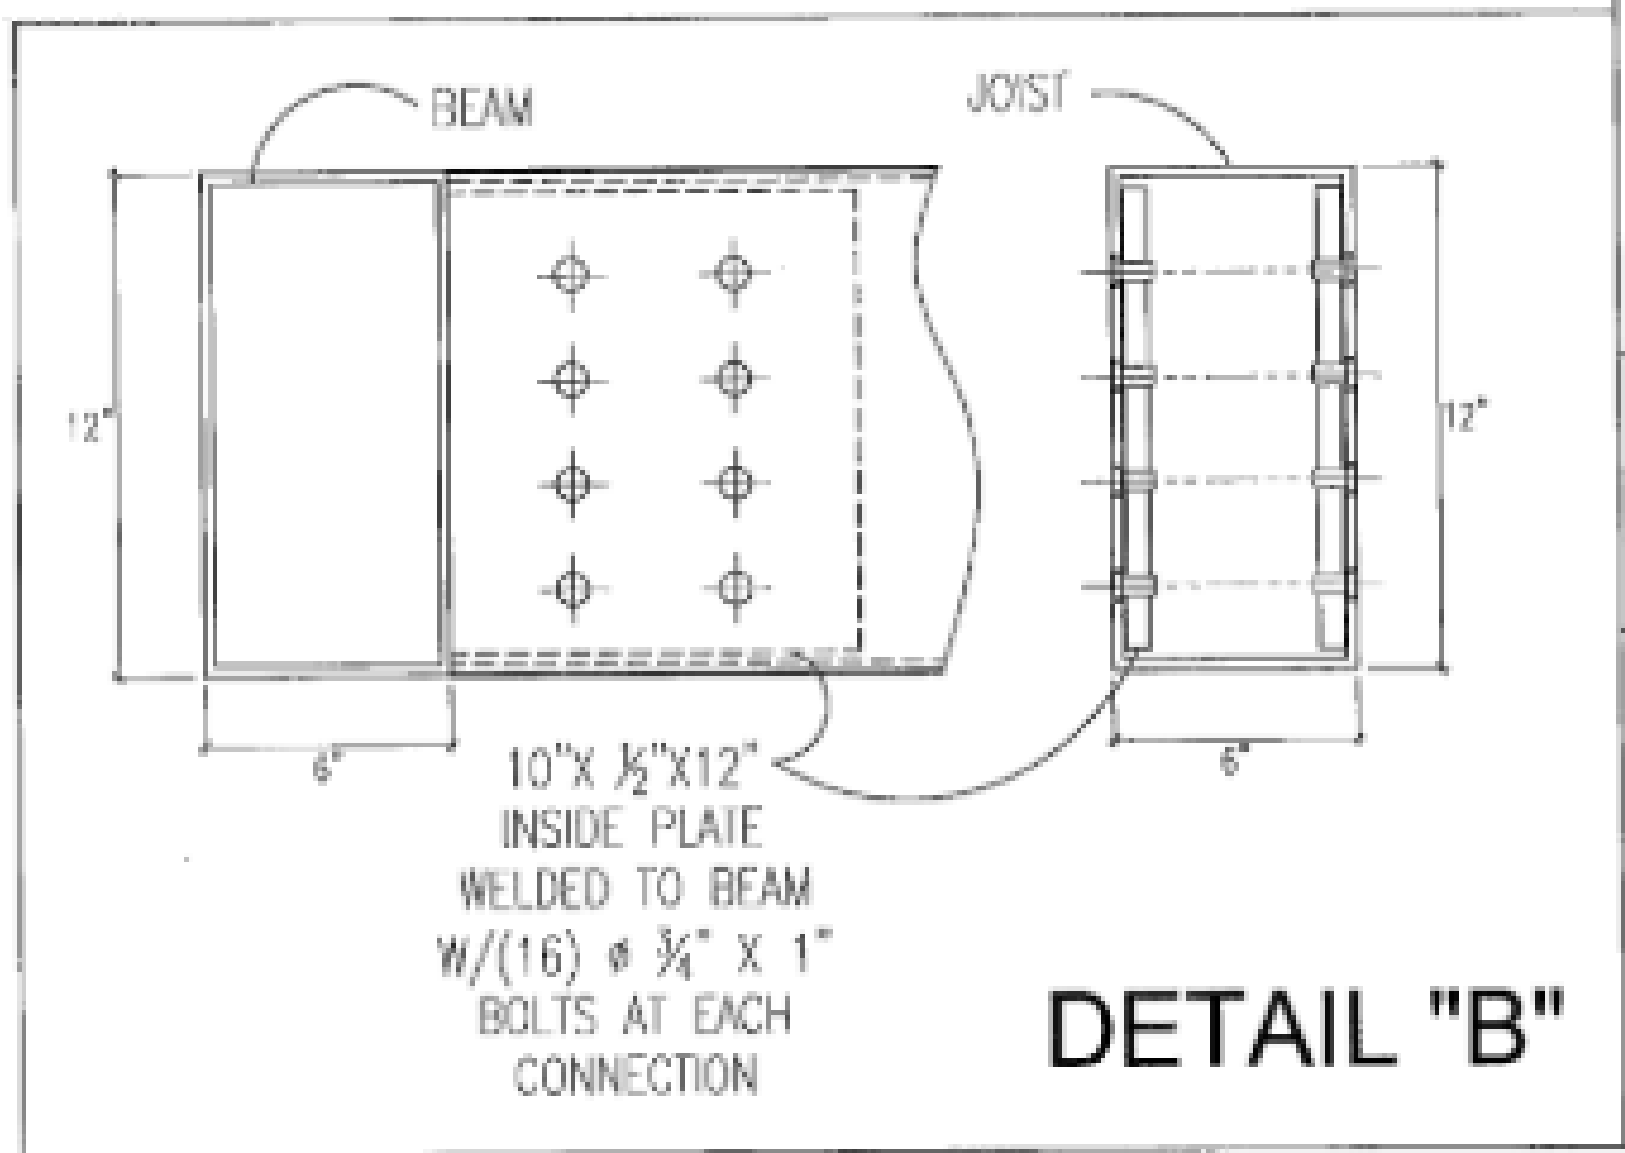 BEAM
JOIST
12"
12"
6"
6"
10"X ½"X12"
INSIDE PLATE
WELDED TO BEAM
W/(16) ø ¾" X 1"
BOLTS AT EACH
CONNECTION
DETAIL "B"